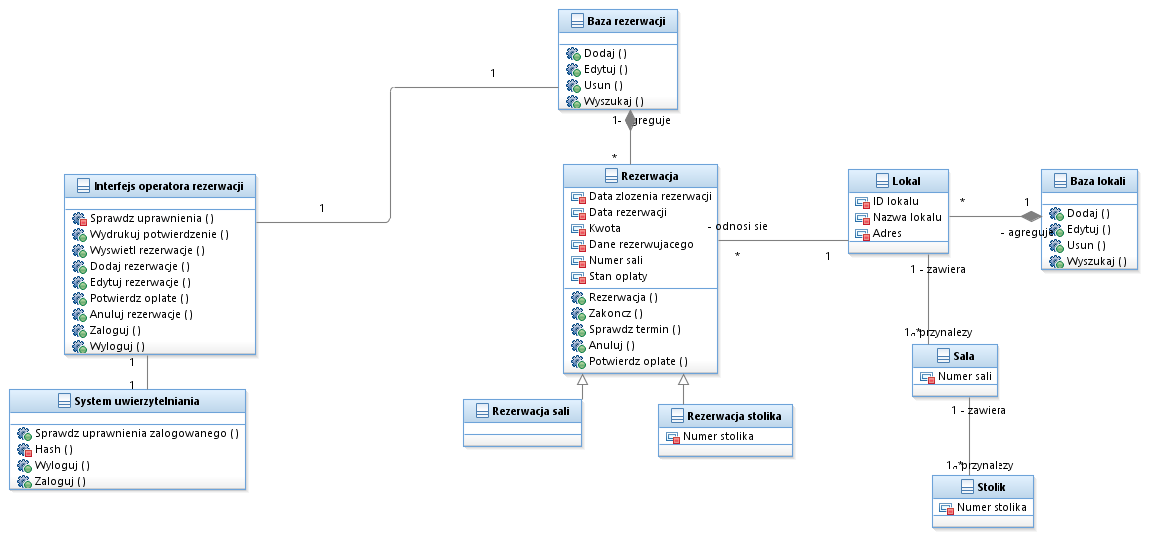 Baza rezerwacji
Dodaj ( )
Edytuj ( )
Usun ( )
Wyszukaj ( )
1
1
1
- agreguje
*
Interfejs operatora rezerwacji
Sprawdz uprawnienia ( )
Wydrukuj potwierdzenie ( )
Wyswietl rezerwacje ( )
Dodaj rezerwacje ( )
Edytuj rezerwacje ( )
Potwierdz oplate ( )
Anuluj rezerwacje ( )
Zaloguj ( )
Wyloguj ( )
1
1
System uwierzytelniania
Sprawdz uprawnienia zalogowanego ( )
Hash ( )
Wyloguj ( )
Zaloguj ( )
Rezerwacja
Data zlozenia rezerwacji
Data rezerwacji
Kwota
Dane rezerwujacego
Numer sali
Stan oplaty
Rezerwacja ( )
Zakoncz ( )
Sprawdz termin ( )
Anuluj ( )
Potwierdz oplate ( )
- odnosi sie
*
1
Rezerwacja sali
Rezerwacja stolika
Numer stolika
Lokal
ID lokalu
Nazwa lokalu
Adres
*
1
- agreguje
Baza lokali
Dodaj ( )
Edytuj ( )
Usun ( )
Wyszukaj ( )
1 - zawiera
1..* - przynalezy
Sala
Numer sali
1 - zawiera
1..* - przynalezy
Stolik
Numer stolika